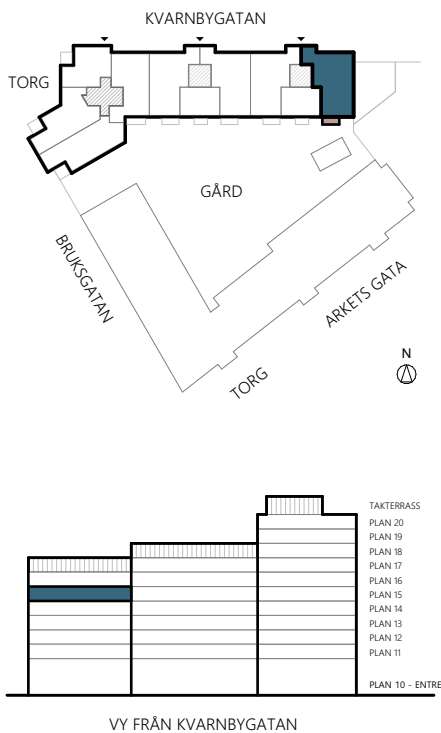 KVARNBYGATAN
TORG
GÅRD
BRUKSGATAN
ARKETS GATA
TORG
N
TAKTERRASS
PLAN 20
PLAN 19
PLAN 18
PLAN 17
PLAN 16
PLAN 15
PLAN 14
PLAN 13
PLAN 12
PLAN 11
PLAN 10 - ENTRE
VY FRÅN KVARNBYGATAN